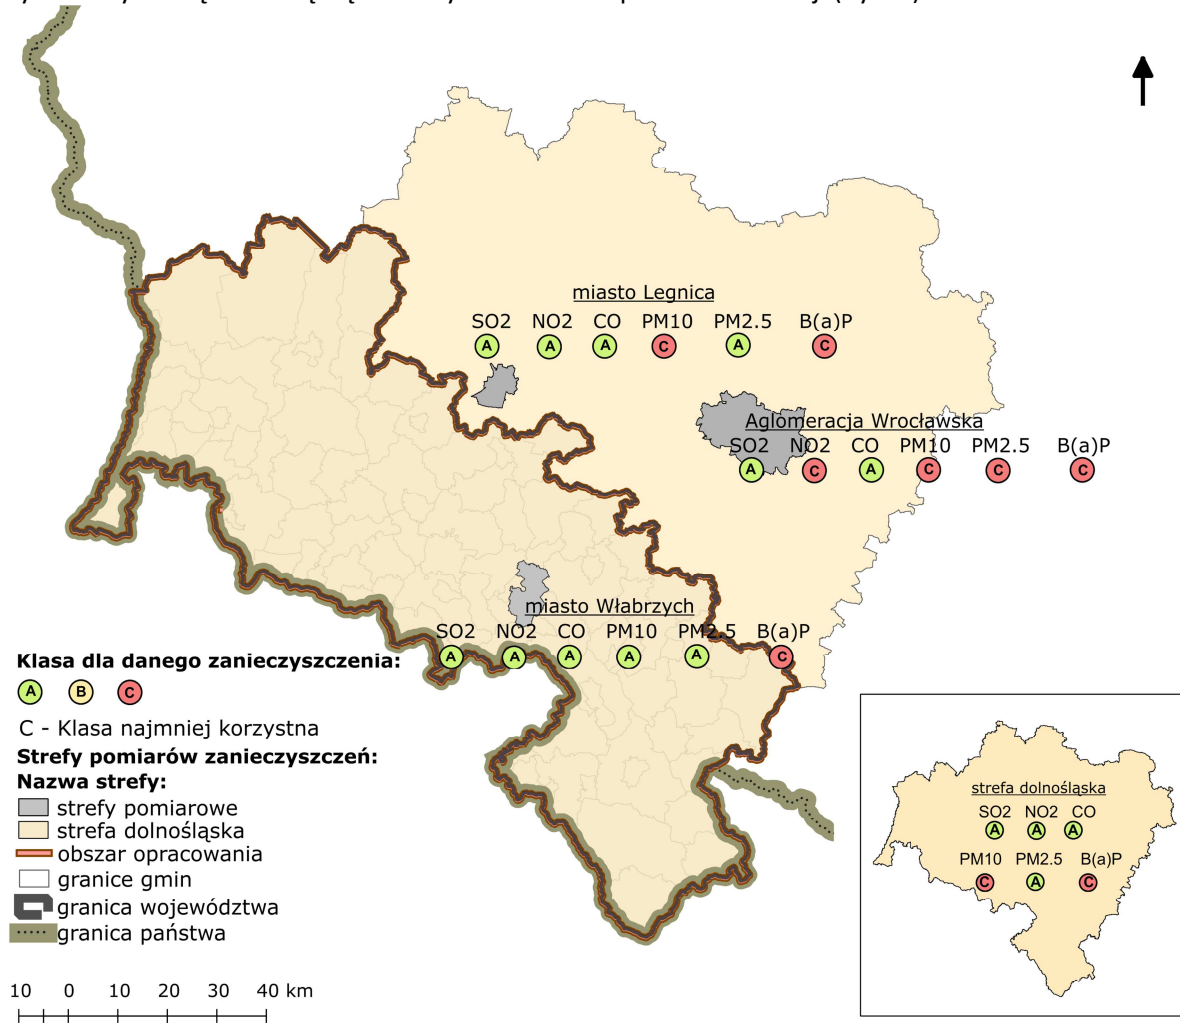 miasto Legnica
SO2 NO2 CO PM10 PM2.5 B(a)P
A A A C A C
Aglomeracja Wrocławska
SO2 NO2 CO PM10 PM2.5 B(a)P
A C A C C C
miasto Włabrzych
SO2 NO2 CO PM10 PM2.5 B(a)P
A A A A A C
Klasa dla danego zanieczyszczenia:
A B C
C - Klasa najmniej korzystna
Strefy pomiarów zanieczyszczeń:
Nazwa strefy:
strefy pomiarowe
strefa dolnośląska
obszar opracowania
granice gmin
granica województwa
granica państwa
10 0 10 20 30 40 km
strefa dolnośląska
SO2 NO2 CO
A A A
PM10 PM2.5 B(a)P
C A C